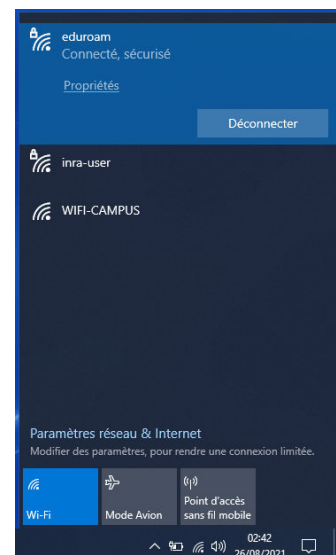 eduroam
Connecté, sécurisé
Propriétés
Déconnecter
inra-user
WIFI-CAMPUS
Paramètres réseau & Internet
Modifier des paramètres, pour rendre une connexion limitée.
Wi-Fi
Mode Avion
Point d'accès
sans fil mobile
02:42
26/08/2021